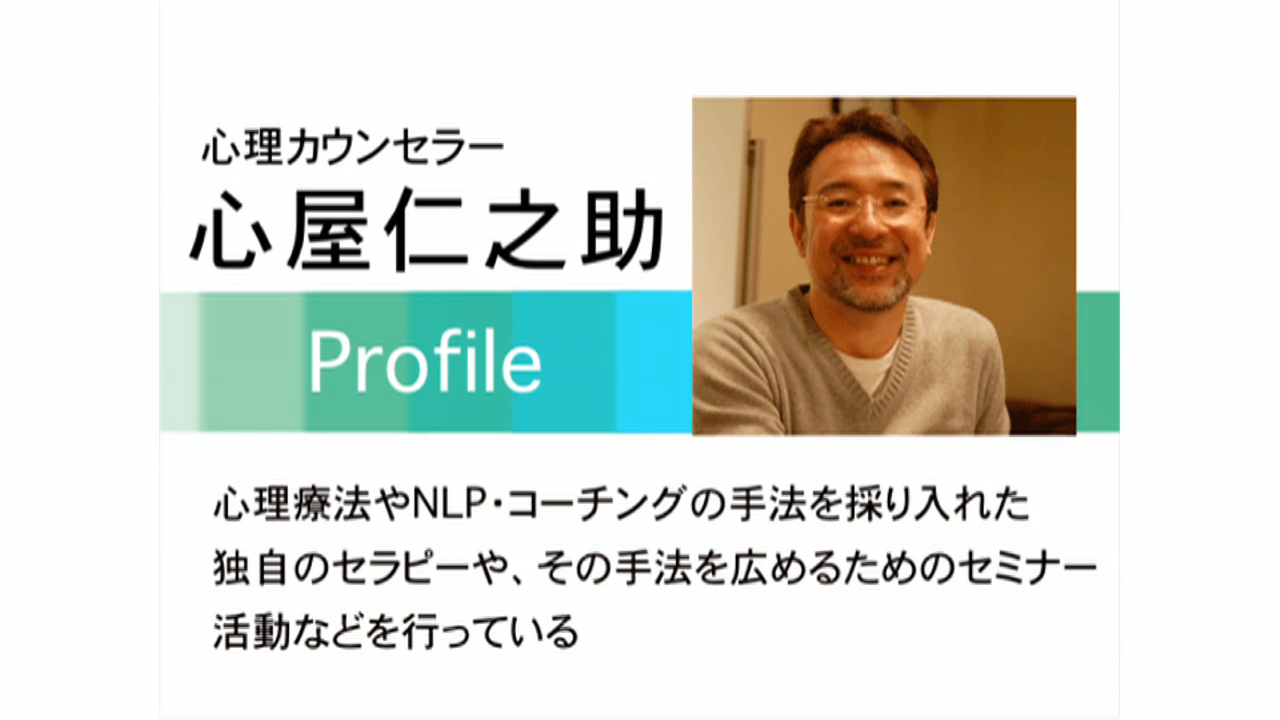 心理カウンセラー
心屋仁之助
Profile
心理療法やNLP・コーチングの手法を採り入れた
独自のセラピーや、その手法を広めるためのセミナー
活動などを行っている